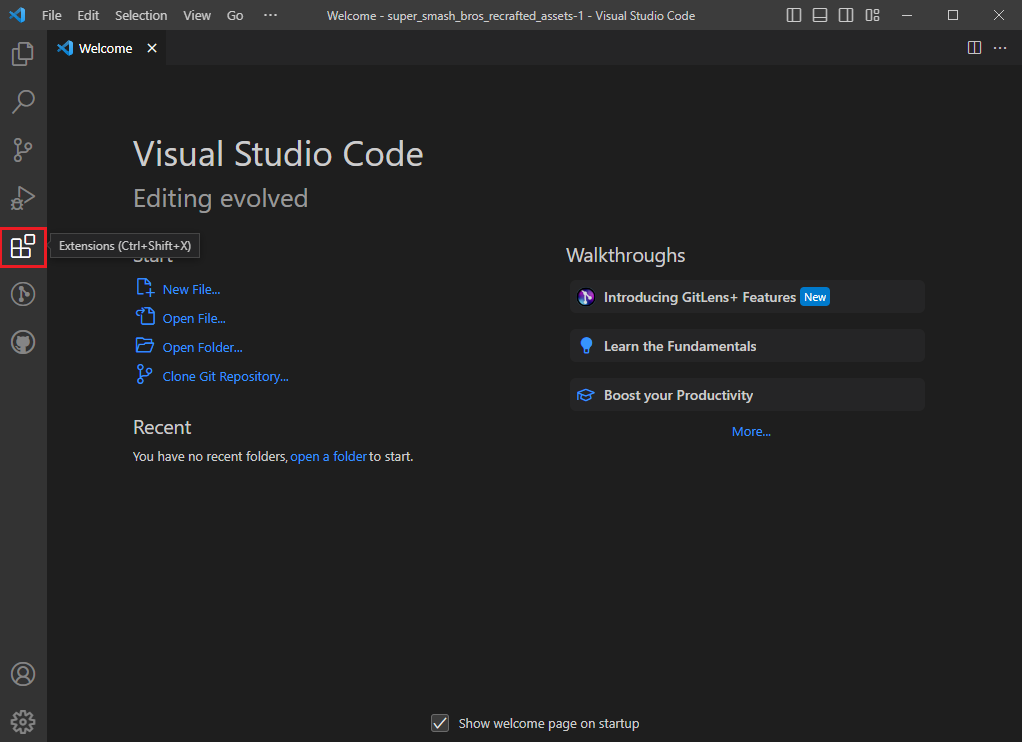 File Edit Selection View Go ··· Welcome - super_smash_bros_recrafted_assets-1 - Visual Studio Code
Welcome
Visual Studio Code
Editing evolved
Extensions (Ctrl+Shift+X)
Start
New File...
Open File...
Open Folder...
Clone Git Repository...
Recent
You have no recent folders, open a folder to start.
Walkthroughs
Introducing GitLens+ Features New
Learn the Fundamentals
Boost your Productivity
More...
Show welcome page on startup